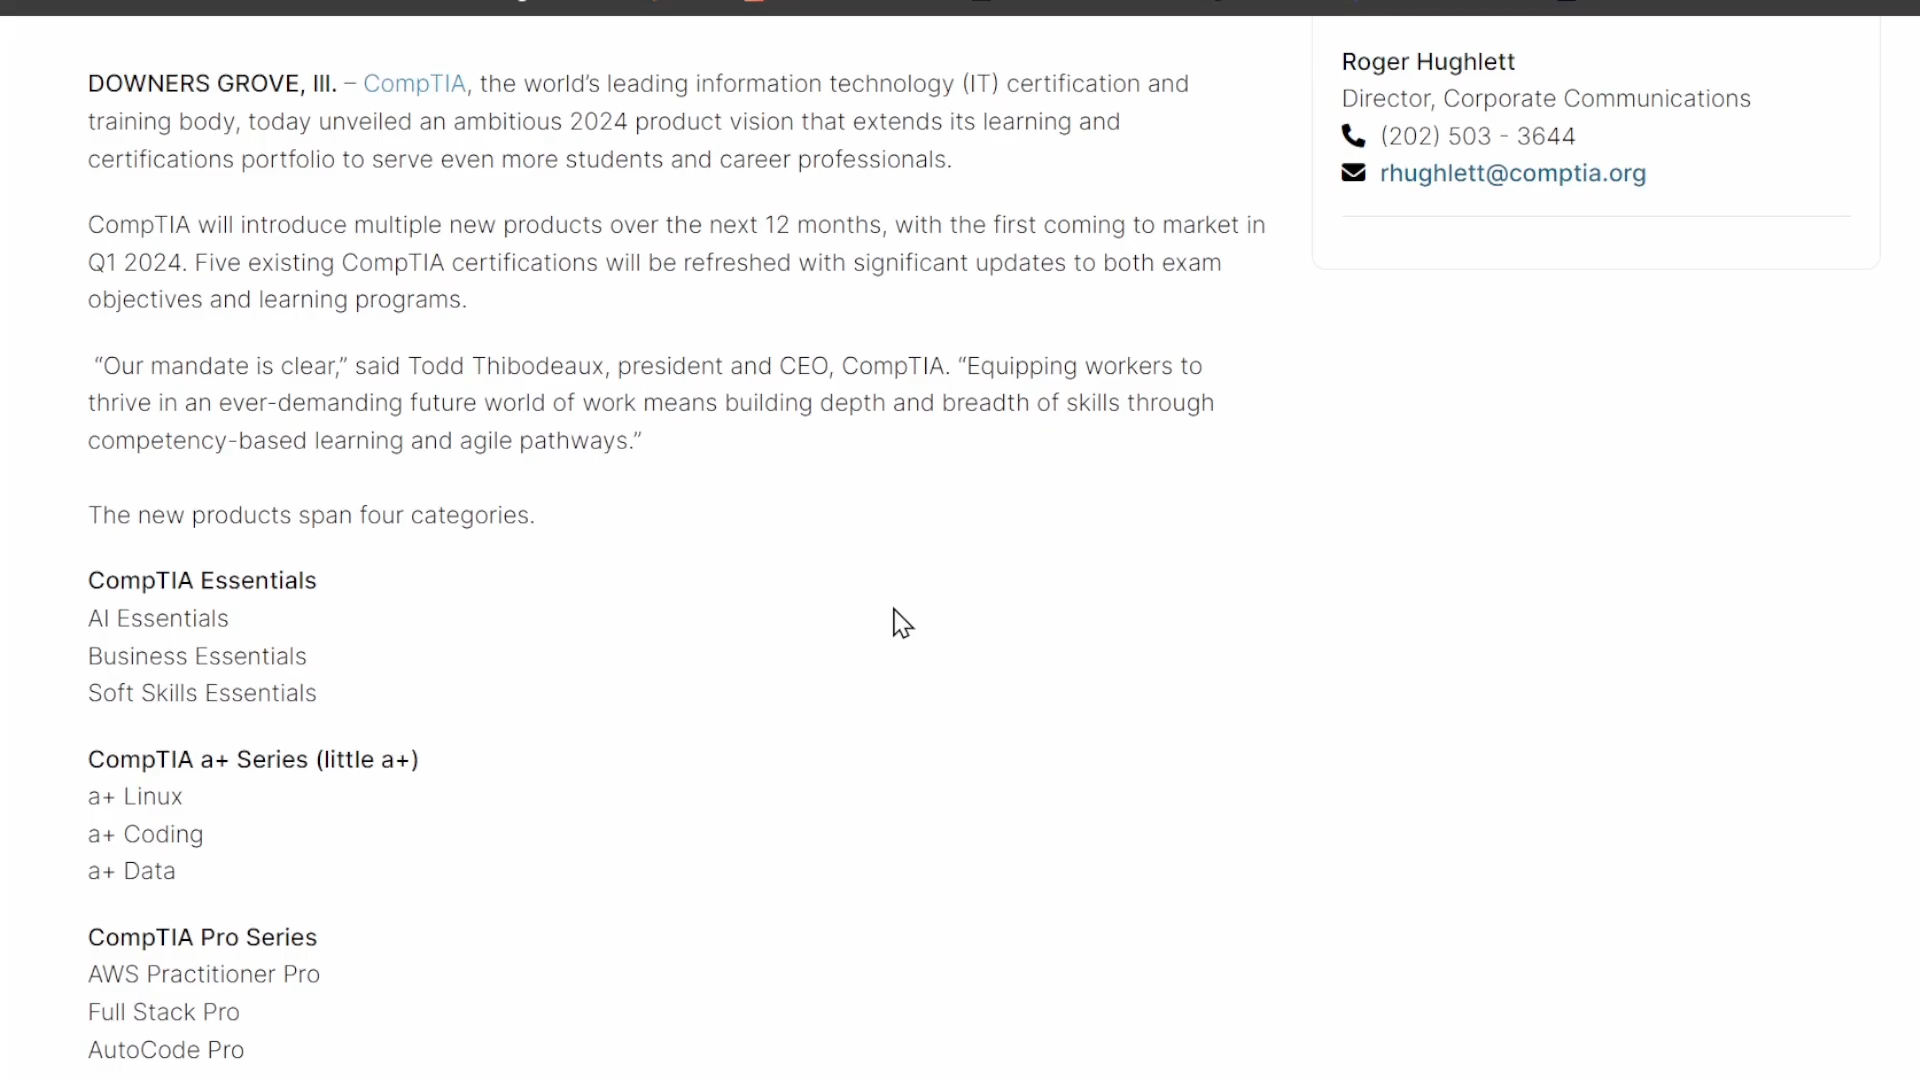 DOWNERS GROVE, Ill. – CompTIA, the world’s leading information technology (IT) certification and
training body, today unveiled an ambitious 2024 product vision that extends its learning and
certifications portfolio to serve even more students and career professionals.
CompTIA will introduce multiple new products over the next 12 months, with the first coming to market in
Q1 2024. Five existing CompTIA certifications will be refreshed with significant updates to both exam
objectives and learning programs.
“Our mandate is clear,” said Todd Thibodeaux, president and CEO, CompTIA. “Equipping workers to
thrive in an ever-demanding future world of work means building depth and breadth of skills through
competency-based learning and agile pathways.”
The new products span four categories.
CompTIA Essentials
AI Essentials
Business Essentials
Soft Skills Essentials
CompTIA a+ Series (little a+)
a+ Linux
a+ Coding
a+ Data
CompTIA Pro Series
AWS Practitioner Pro
Full Stack Pro
AutoCode Pro
Roger Hughlett
Director, Corporate Communications
(202) 503 - 3644
rhughlett@comptia.org